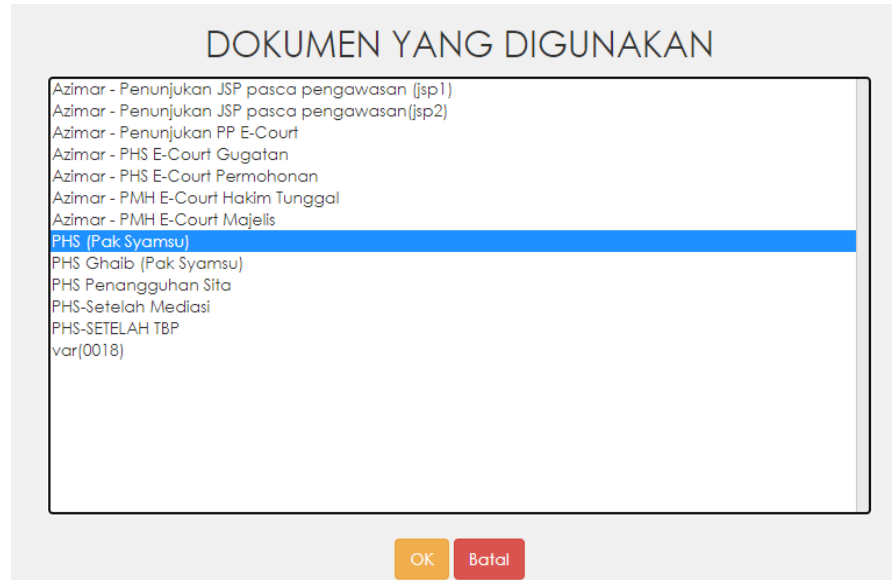 DOKUMEN YANG DIGUNAKAN
Azimar - Penunjukan JSP pasca pengawasan (jsp1)
Azimar - Penunjukan JSP pasca pengawasan(jsp2)
Azimar - Penunjukan PP E-Court
Azimar - PHS E-Court Gugatan
Azimar - PHS E-Court Permohonan
Azimar - PMH E-Court Hakim Tunggal
Azimar - PMH E-Court Majelis
PHS (Pak Syamsu)
PHS Ghaib (Pak Syamsu)
PHS Penangguhan Sita
PHS-Setelah Mediasi
PHS-SETELAH TBP
var(0018)
OK Batal